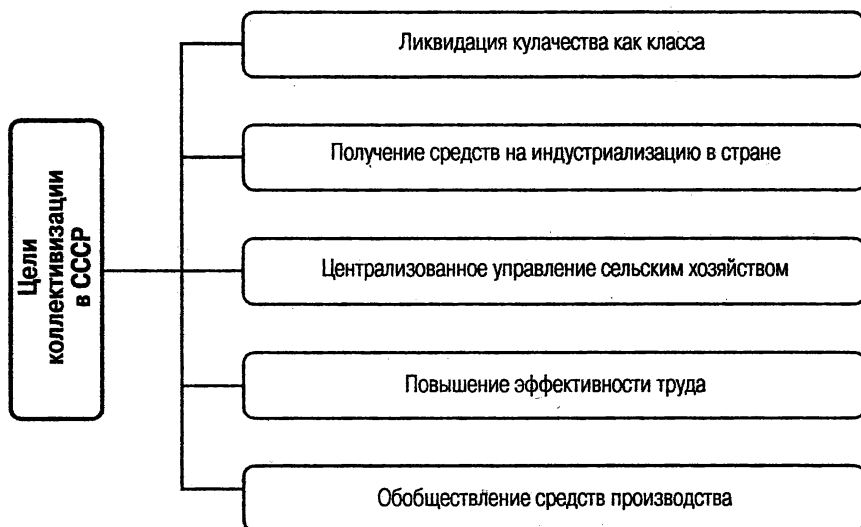 Цели
коллективизации
в СССР
Ликвидация кулачества как класса
Получение средств на индустриализацию в стране
Централизованное управление сельским хозяйством
Повышение эффективности труда
Обобществление средств производства